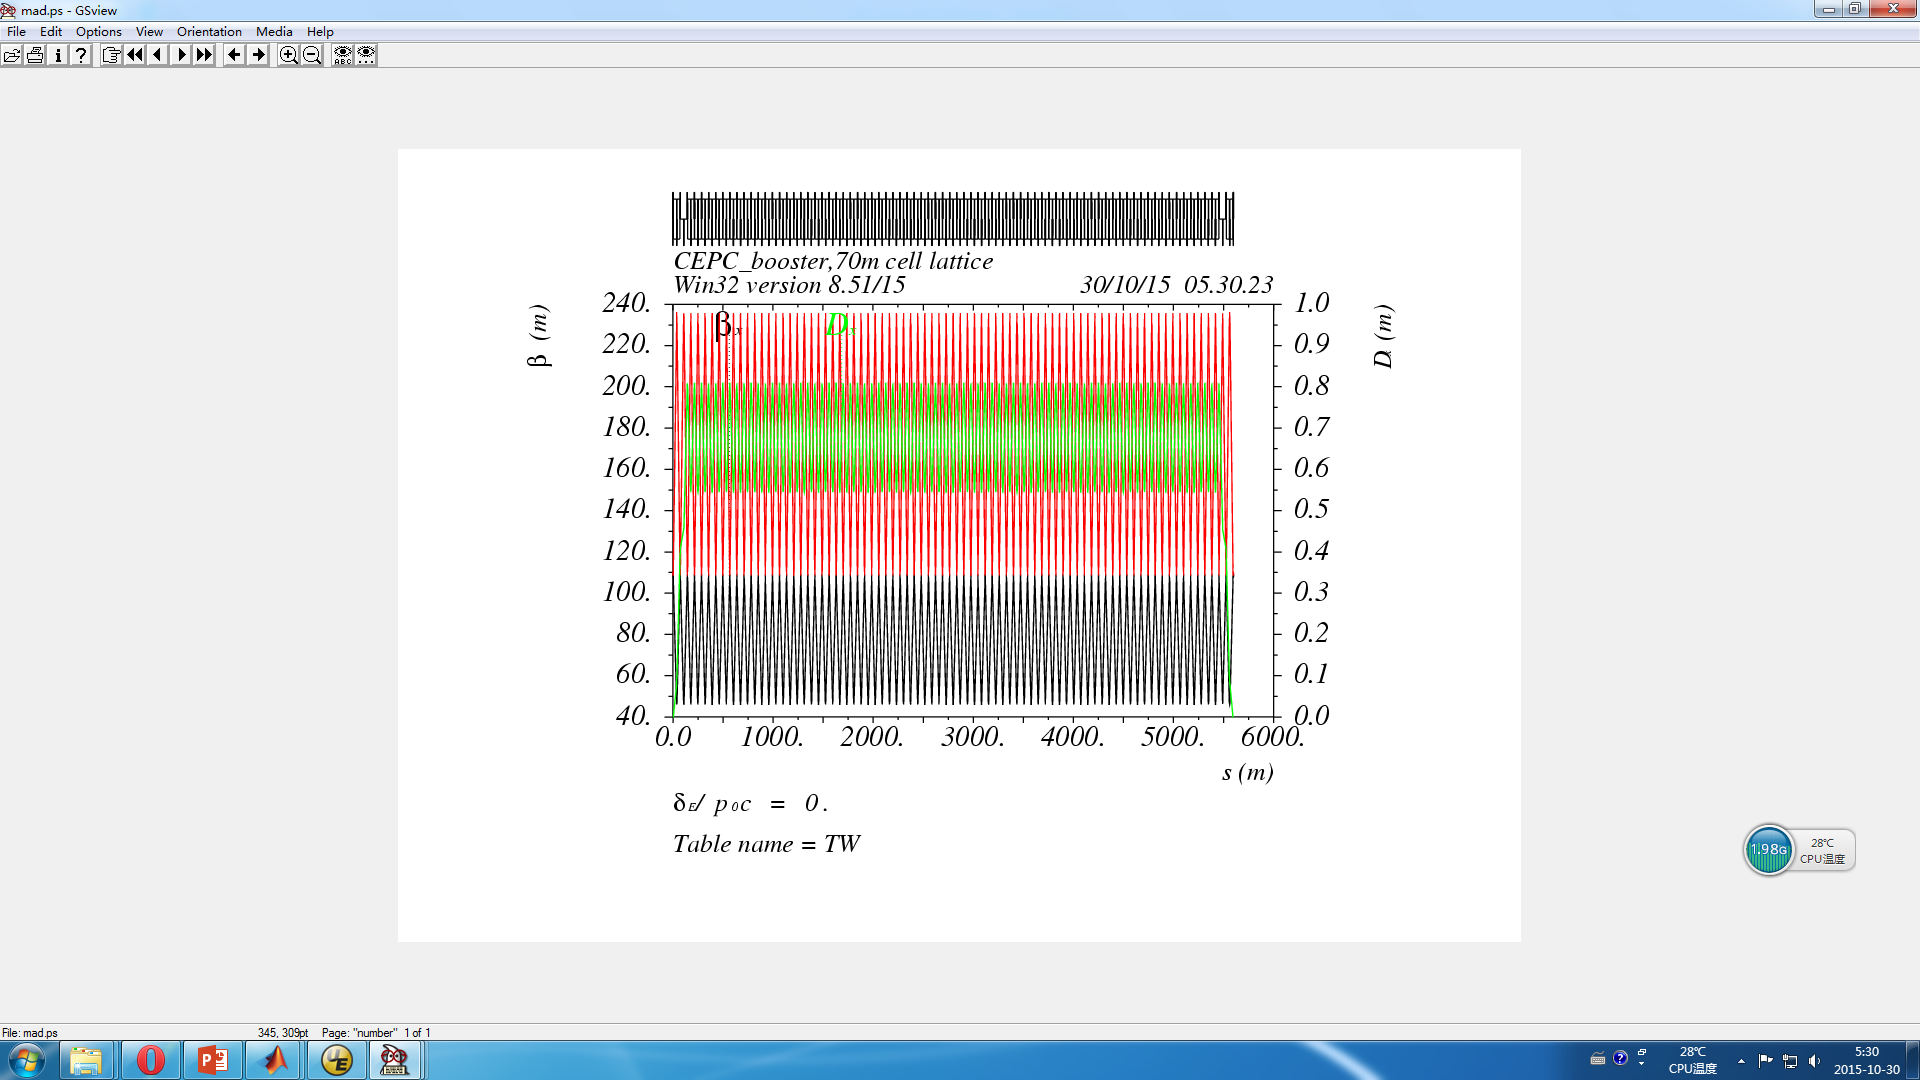 mad.ps - GSview
File Edit Options View Orientation Media Help
CEPC_booster,70m cell lattice
Win32 version 8.51/15 30/10/15 05.30.23
240. 1.0
βx Dx
β (m) Dx (m)
220. 0.9
200. 0.8
180. 0.7
160. 0.6
140. 0.5
120. 0.4
100. 0.3
80. 0.2
60. 0.1
40. 0.0
0.0 1000. 2000. 3000. 4000. 5000. 6000.
s (m)
δE/ p0c = 0.
Table name = TW
1.98G
28℃
CPU温度
File: mad.ps 345, 309pt Page: "number" 1 of 1
28℃
CPU温度
5:30
2015-10-30